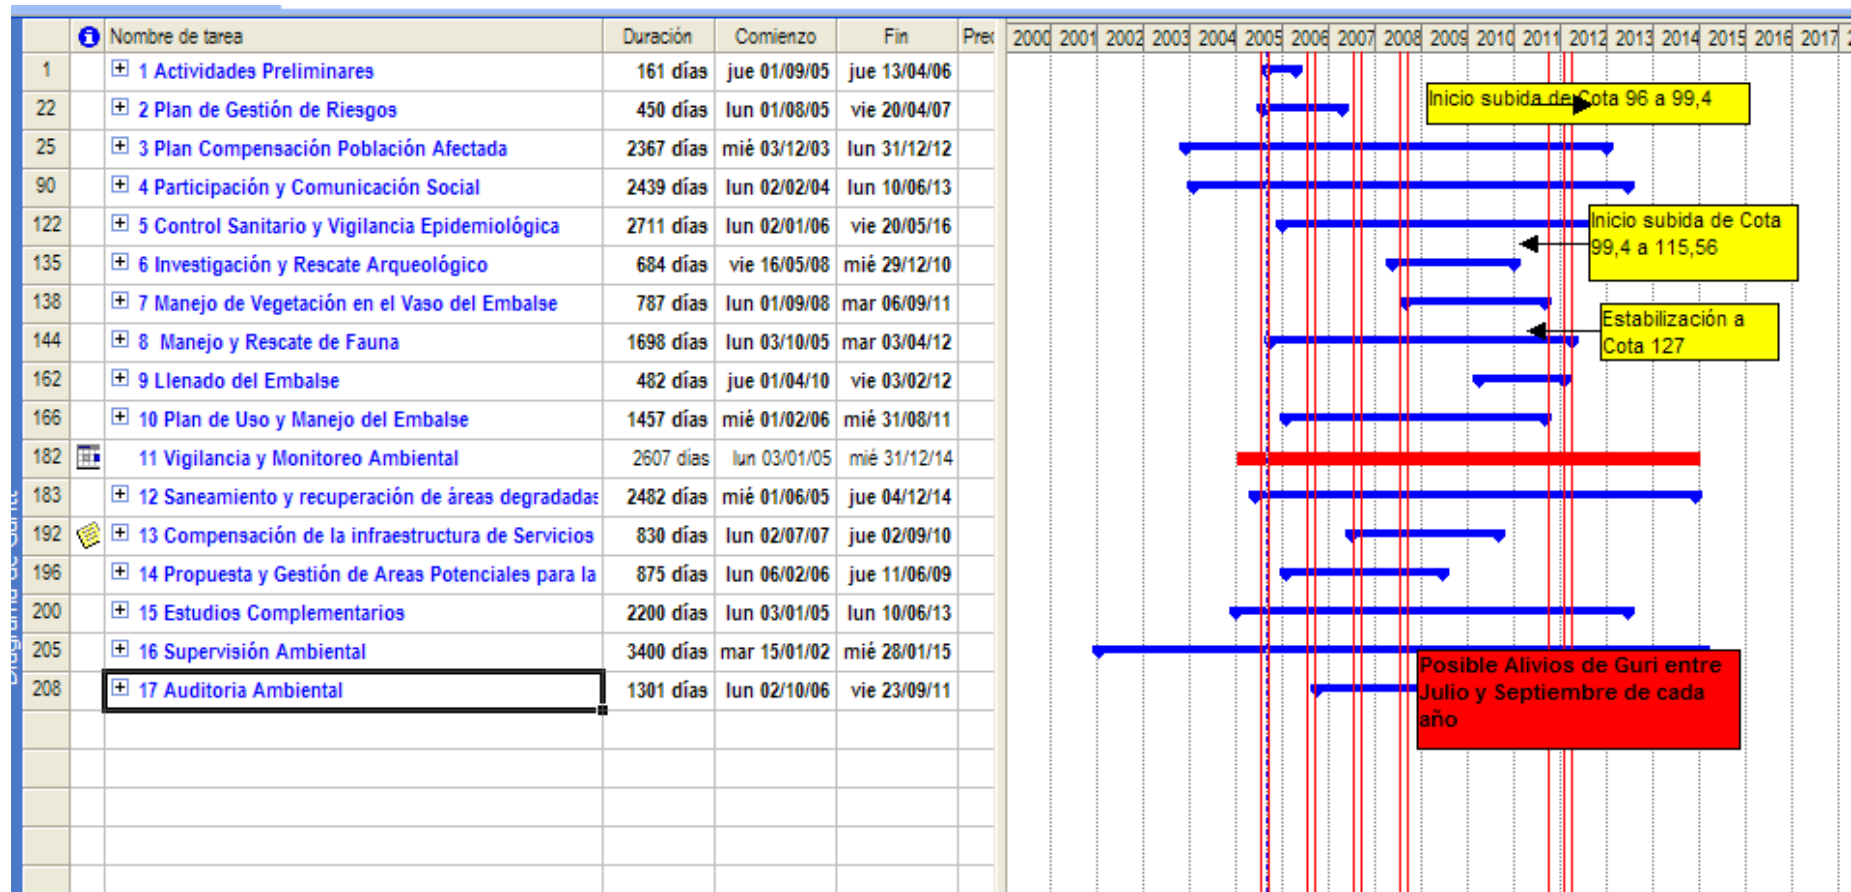 Nombre de tarea Duración Comienzo Fin Pred 2000 2001 2002 2003 2004 2005 2006 2007 2008 2009 2010 2011 2012 2013 2014 2015 2016 2017 2
1 1 Actividades Preliminares 161 días jue 01/09/05 jue 13/04/06
22 2 Plan de Gestión de Riesgos 450 días lun 01/08/05 vie 20/04/07
Inicio subida de Cota 96 a 99,4
25 3 Plan Compensación Población Afectada 2367 días mié 03/12/03 lun 31/12/12
90 4 Participación y Comunicación Social 2439 días lun 02/02/04 lun 10/06/13
122 5 Control Sanitario y Vigilancia Epidemiológica 2711 días lun 02/01/06 vie 20/05/16
Inicio subida de Cota
99,4 a 115,56
135 6 Investigación y Rescate Arqueológico 684 días vie 16/05/08 mié 29/12/10
138 7 Manejo de Vegetación en el Vaso del Embalse 787 días lun 01/09/08 mar 06/09/11
Estabilización a
Cota 127
144 8 Manejo y Rescate de Fauna 1698 días lun 03/10/05 mar 03/04/12
162 9 Llenado del Embalse 482 días jue 01/04/10 vie 03/02/12
166 10 Plan de Uso y Manejo del Embalse 1457 días mié 01/02/06 mié 31/08/11
182 11 Vigilancia y Monitoreo Ambiental 2607 días lun 03/01/05 mié 31/12/14
183 12 Saneamiento y recuperación de áreas degradadas 2482 días mié 01/06/05 jue 04/12/14
192 13 Compensación de la infraestructura de Servicios 830 días lun 02/07/07 jue 02/09/10
196 14 Propuesta y Gestión de Areas Potenciales para la 875 días lun 06/02/06 jue 11/06/09
200 15 Estudios Complementarios 2200 días lun 03/01/05 lun 10/06/13
205 16 Supervisión Ambiental 3400 días mar 15/01/02 mié 28/01/15
208 17 Auditoria Ambiental 1301 días lun 02/10/06 vie 23/09/11
Posible Alivios de Guri entre
Julio y Septiembre de cada
año
Diagrama de Gantt